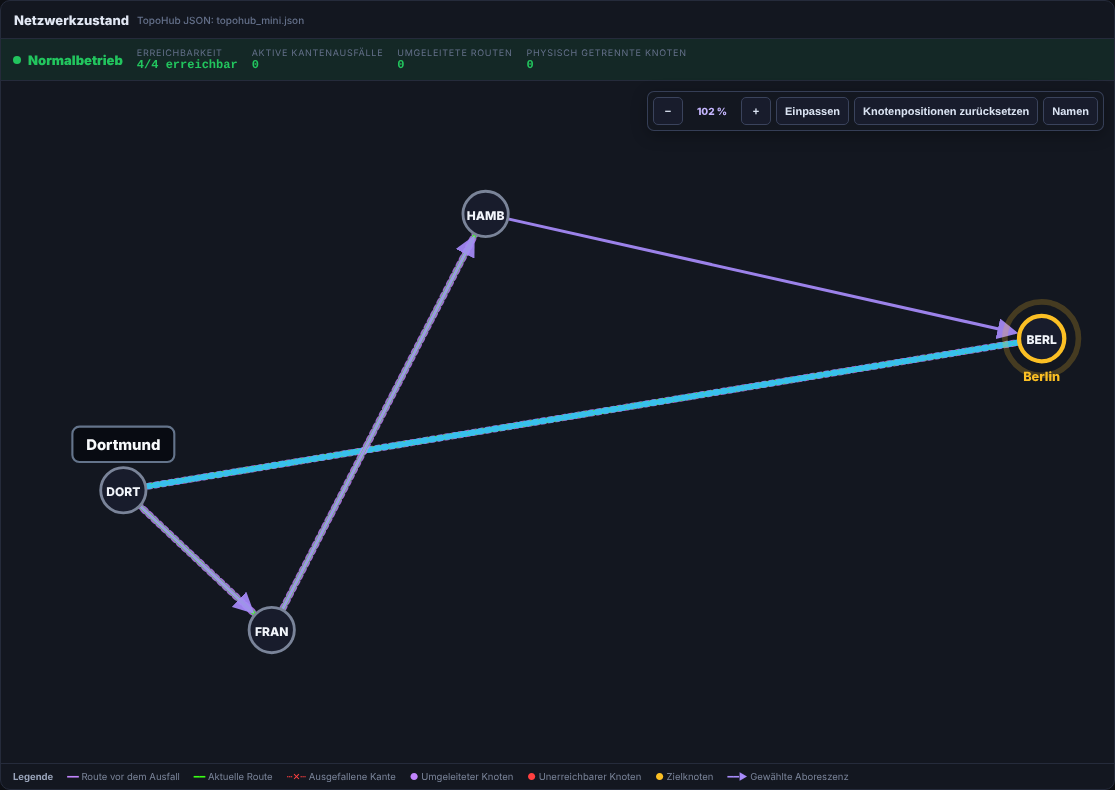 Netzwerkzustand TopoHub JSON: topohub_mini.json
Normalbetrieb
ERREICHBARKEIT AKTIVE KANTENAUSFÄLLE UMGELEITETE ROUTEN PHYSISCH GETRENNTE KNOTEN
4/4 erreichbar 0 0 0
− 102 % + Einpassen Knotenpositionen zurücksetzen Namen
HAMB
BERL
Berlin
Dortmund
DORT
FRAN
Legende Route vor dem Ausfall Aktuelle Route Ausgefallene Kante Umgeleiteter Knoten Unerreichbarer Knoten Zielknoten Gewählte Aboreszenz